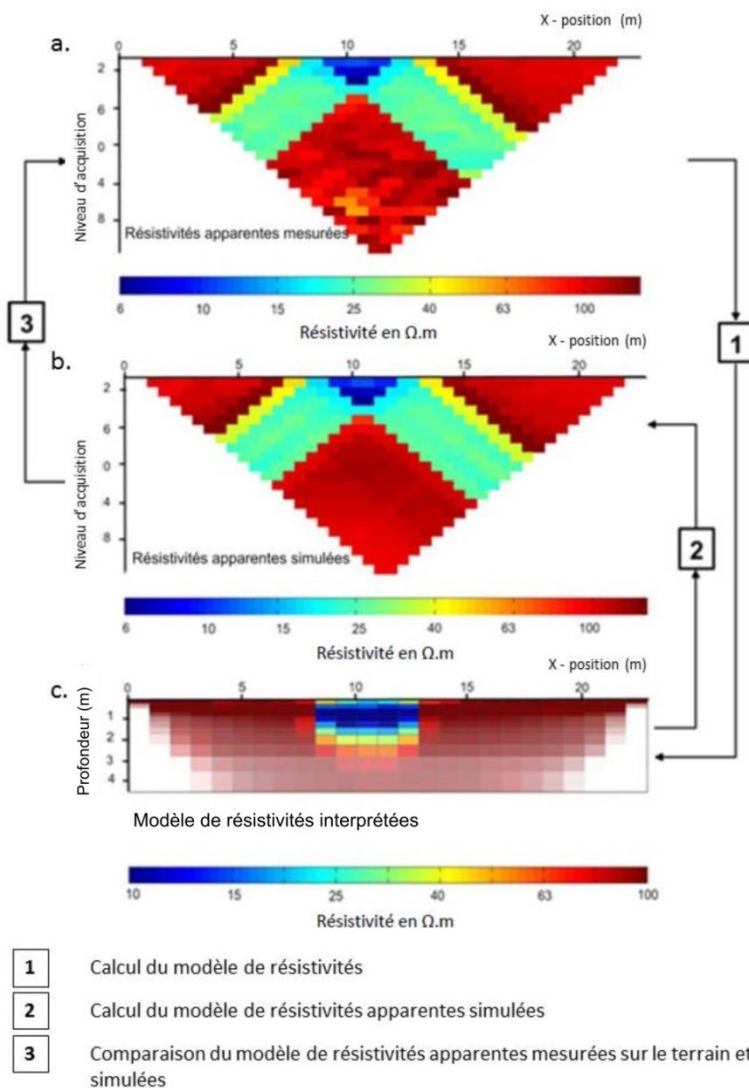 X - position (m)
a.
0 5 10 15 20
2
6
0
4
8
Niveau d'acquisition
Résistivités apparentes mesurées
6 10 15 25 40 63 100
Résistivité en Ω.m
3
1
X - position (m)
b.
0 5 10 15 20
2
6
0
4
8
Niveau d'acquisition
Résistivités apparentes simulées
2
6 10 15 25 40 63 100
Résistivité en Ω.m
X - position (m)
c.
0 5 10 15 20
1
2
3
4
Profondeur (m)
Modèle de résistivités interprétées
10 15 25 40 63 100
Résistivité en Ω.m
1 Calcul du modèle de résistivités
2 Calcul du modèle de résistivités apparentes simulées
3 Comparaison du modèle de résistivités apparentes mesurées sur le terrain et
simulées